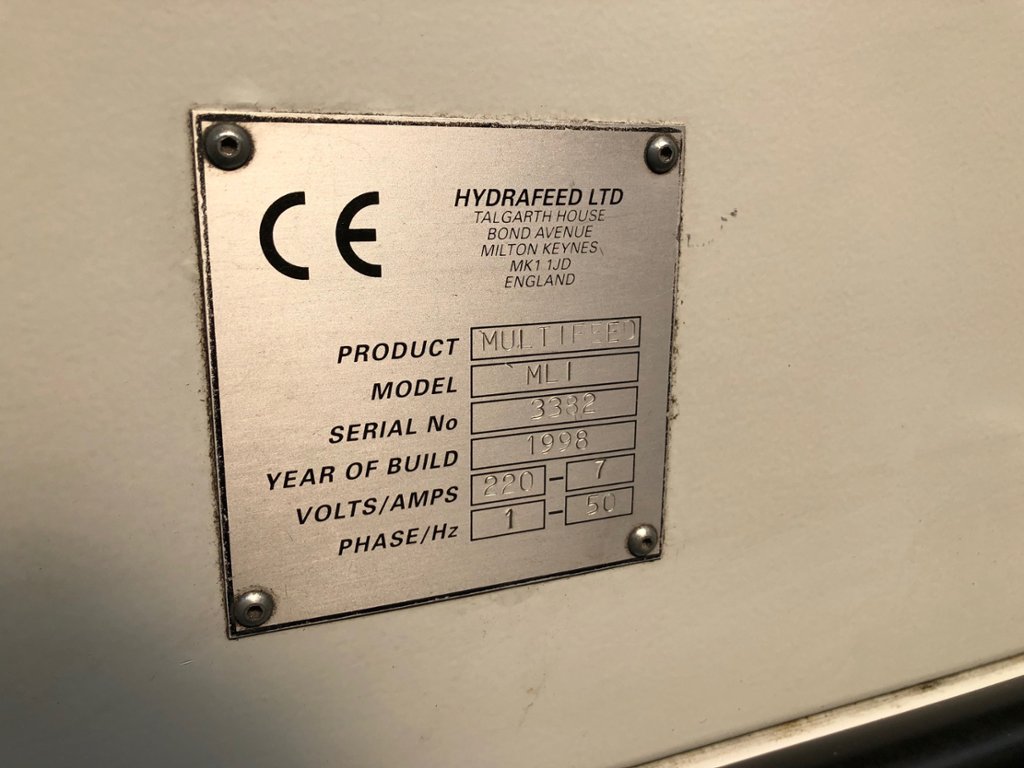 CE
HYDRAFEED LTD
TALGARTH HOUSE
BOND AVENUE
MILTON KEYNES
MK1 1JD
ENGLAND
PRODUCT MULTIFEED
MODEL ML1
SERIAL No 3382
YEAR OF BUILD 1998
VOLTS/AMPS 220 - 7
PHASE/Hz 1 - 50